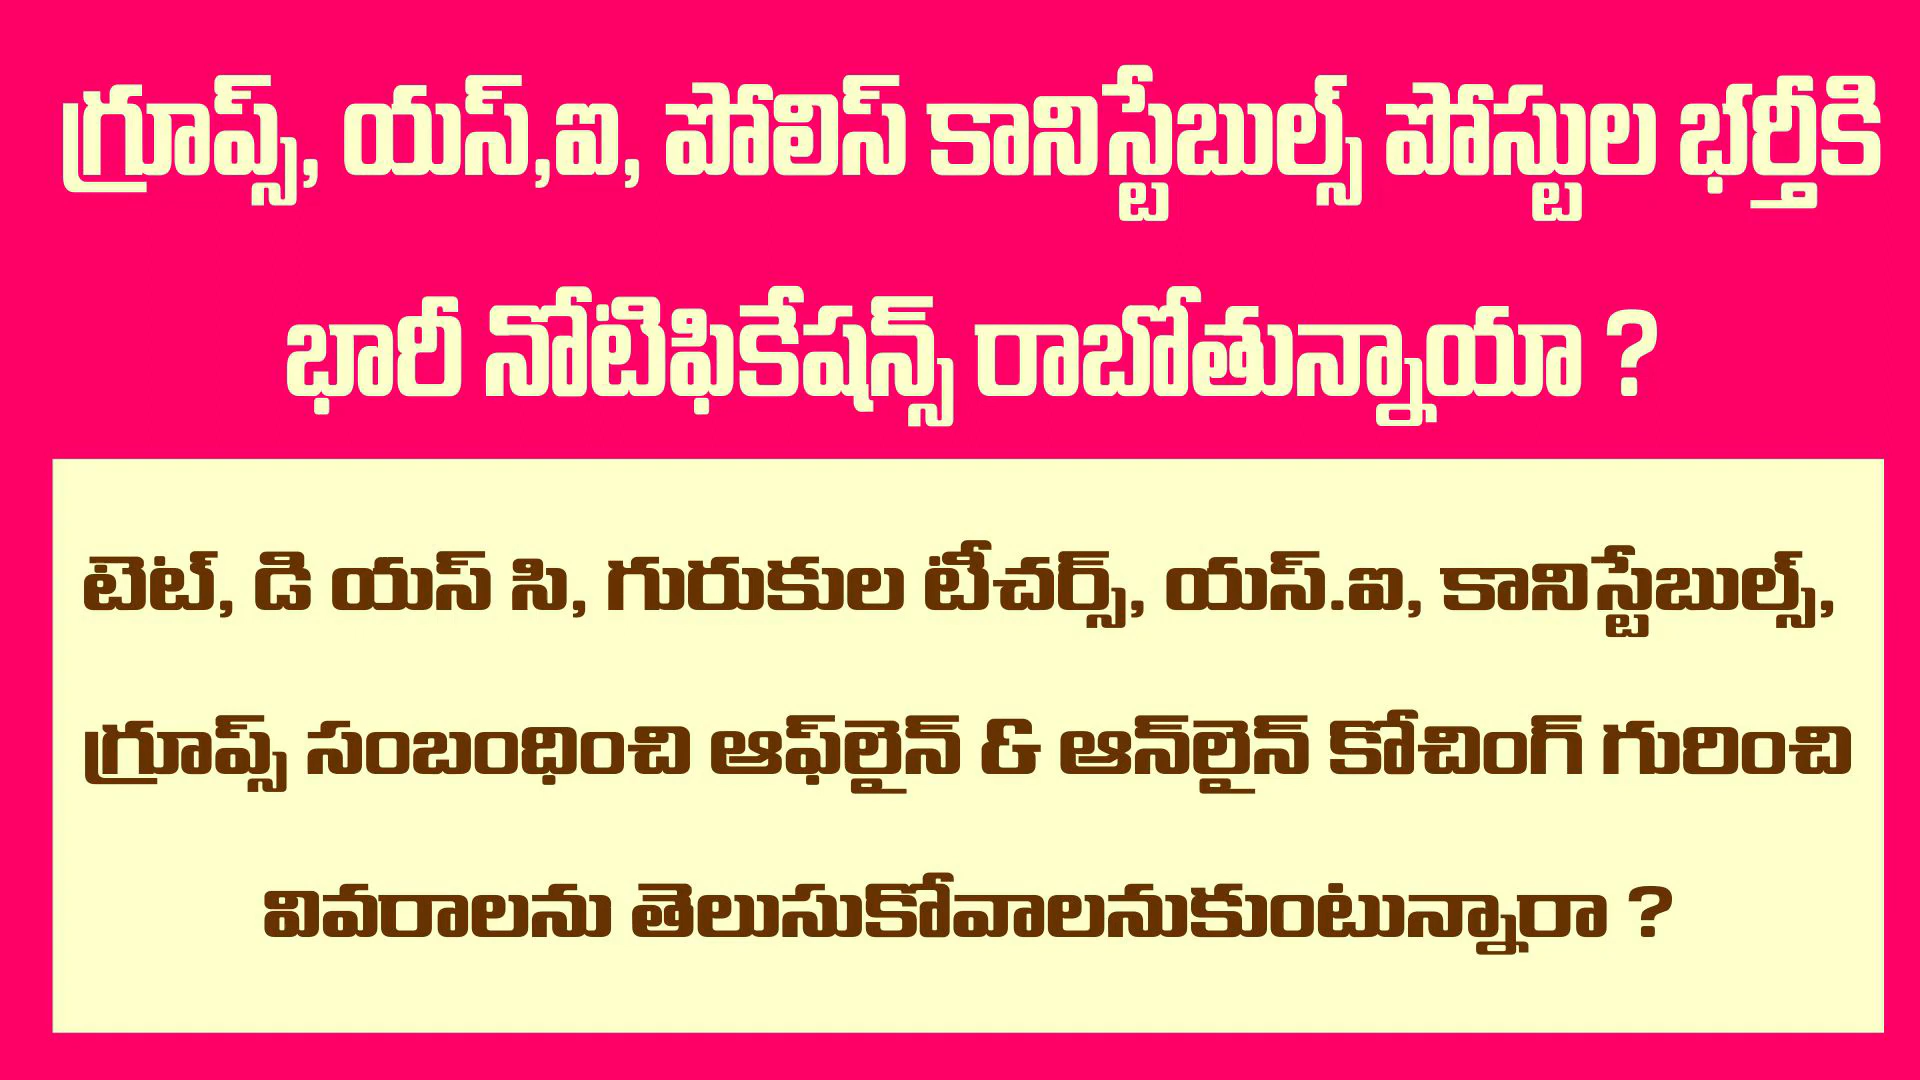 గ్రూప్స్, యస్,ఐ, పోలిస్ కానిస్టేబుల్స్ పోస్టుల భర్తీకి
భారీ నోటిఫికేషన్స్ రాబోతున్నాయా ?
టెట్, డి యస్ సి, గురుకుల టీచర్స్, యస్.ఐ, కానిస్టేబుల్స్,
గ్రూప్స్ సంబంధించి ఆఫ్‌లైన్ & ఆన్‌లైన్ కోచింగ్ గురించి
వివరాలను తెలుసుకోవాలనుకుంటున్నారా ?